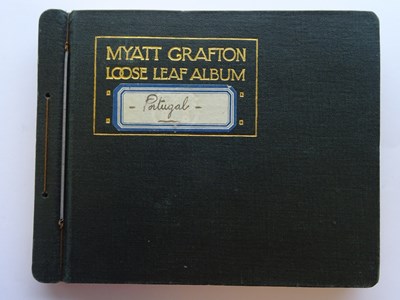 MYATT GRAFTON
LOOSE LEAF ALBUM
- Portugal -